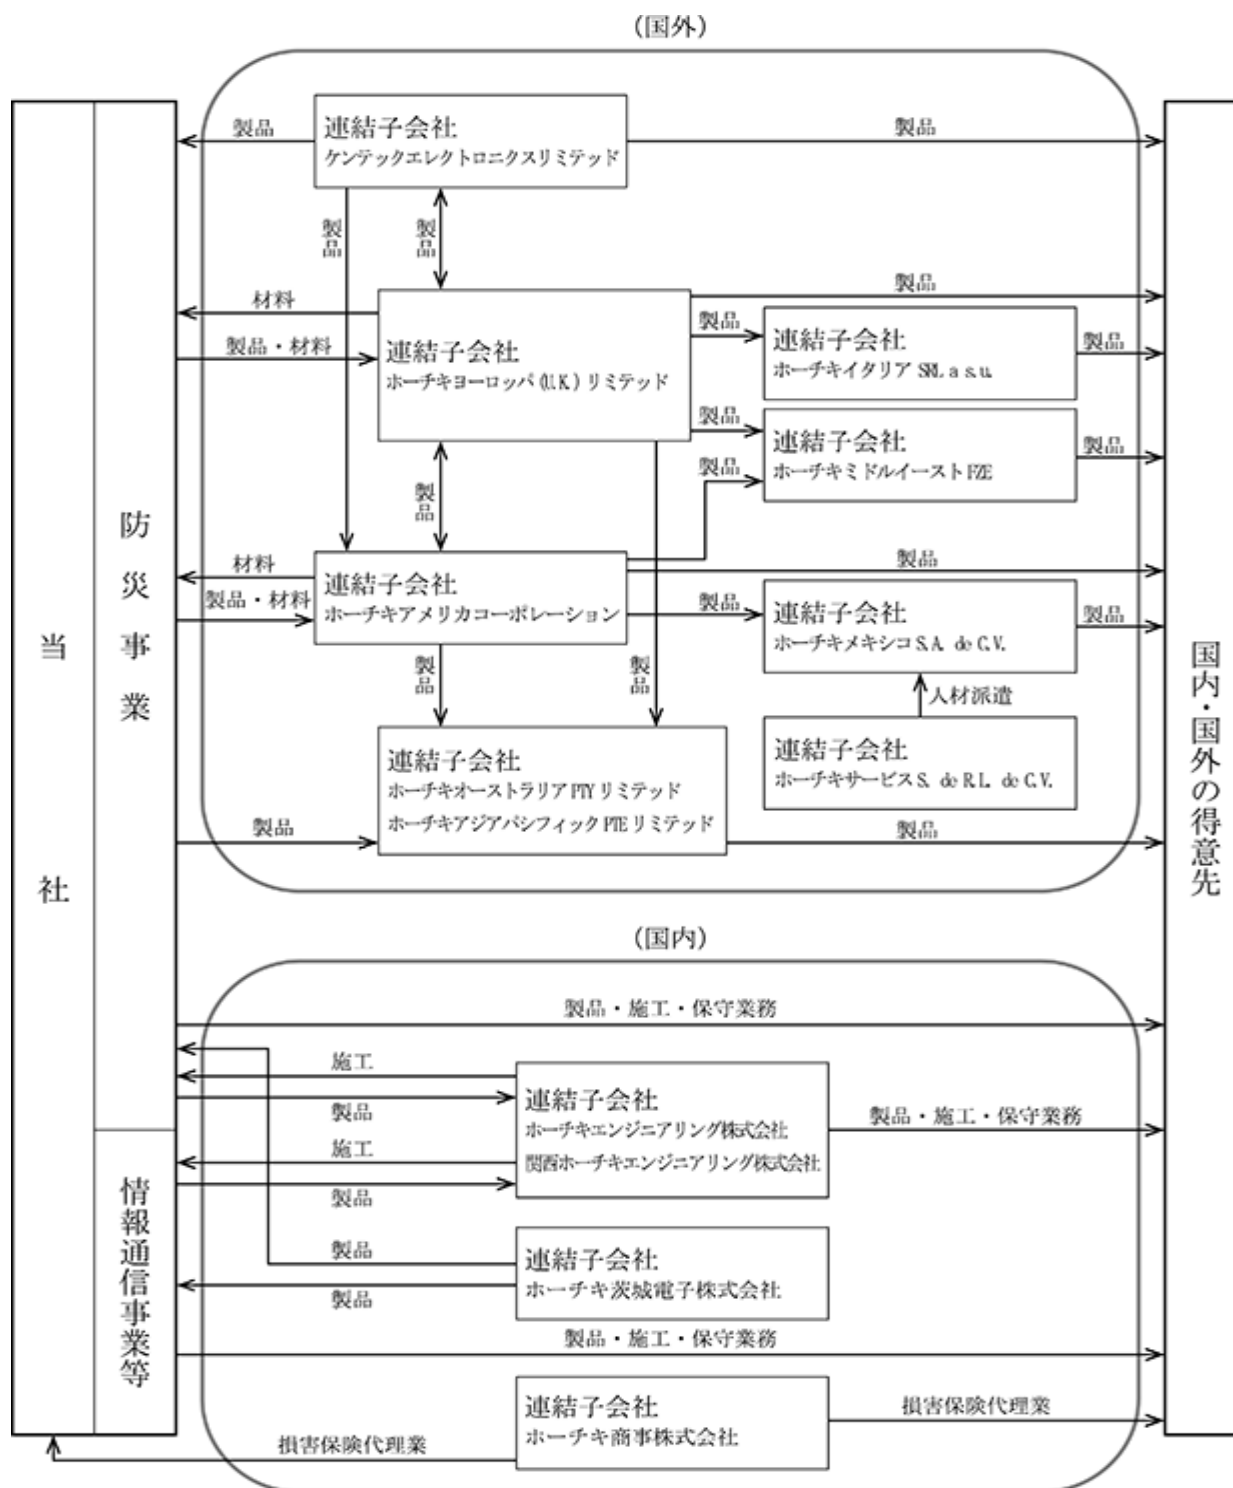 (国外)
当社
防災事業
情報通信事業等
国内・国外の得意先
製品
連結子会社
ケンテックエレクトロニクスリミテッド
製品
製品
製品
材料
製品・材料
連結子会社
ホーチキヨーロッパ(U.K.)リミテッド
製品
製品
連結子会社
ホーチキイタリア SRL a s.u.
製品
製品
連結子会社
ホーチキミドルイースト FZE
製品
製品
製品
材料
製品・材料
連結子会社
ホーチキアメリカコーポレーション
製品
製品
連結子会社
ホーチキメキシコ S.A. de C.V.
製品
製品
製品
人材派遣
連結子会社
ホーチキサービス S. de R.L. de C.V.
連結子会社
ホーチキオーストラリア PTY リミテッド
ホーチキアジアパシフィック PTE リミテッド
製品
製品
(国内)
製品・施工・保守業務
施工
製品
施工
製品
連結子会社
ホーチキエンジニアリング株式会社
関西ホーチキエンジニアリング株式会社
製品・施工・保守業務
製品
製品
連結子会社
ホーチキ茨城電子株式会社
製品・施工・保守業務
連結子会社
ホーチキ商事株式会社
損害保険代理業
損害保険代理業